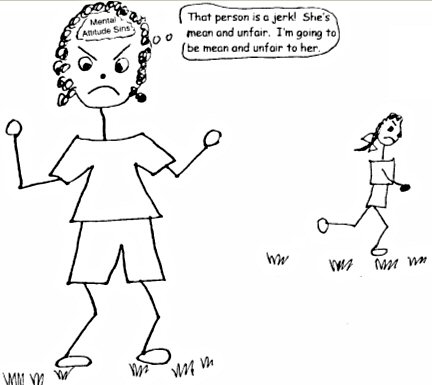 Mental
Attitude Sins
That person is a jerk! She's
mean and unfair. I'm going to
be mean and unfair to her.